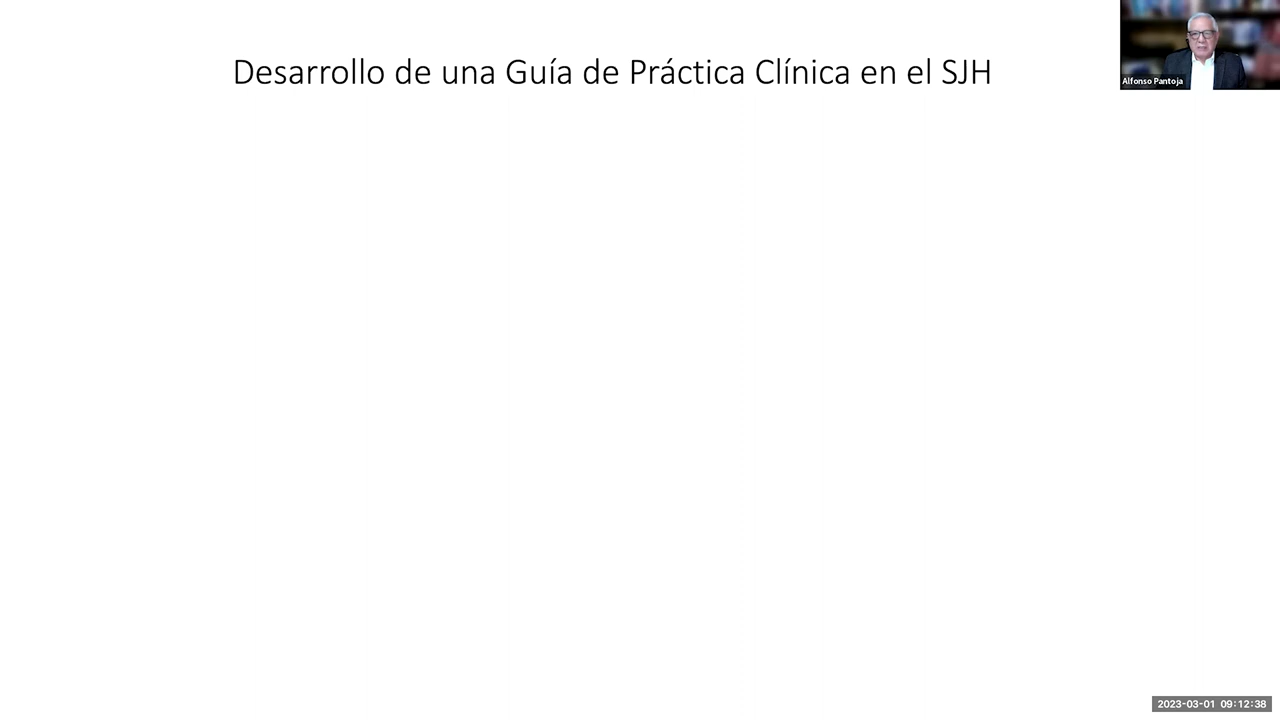 Desarrollo de una Guía de Práctica Clínica en el SJH
Alfonso Pantoja
2023-03-01 09:12:38